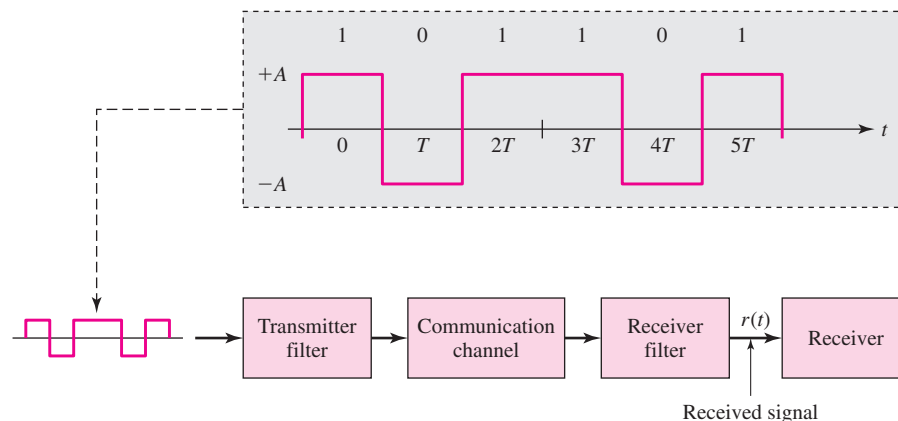 1 0 1 1 0 1
+A
t
0 T 2T 3T 4T 5T
−A
Transmitter filter
Communication channel
Receiver filter
r(t)
Receiver
Received signal